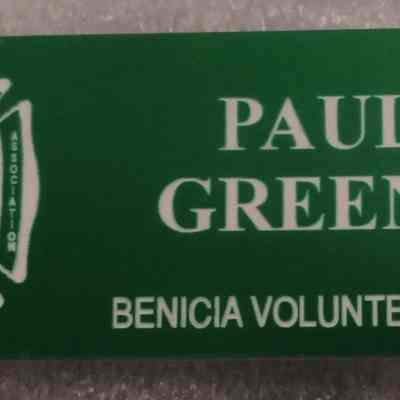 ASSOCIATION
PAUL
GREEN
BENICIA VOLUNTE